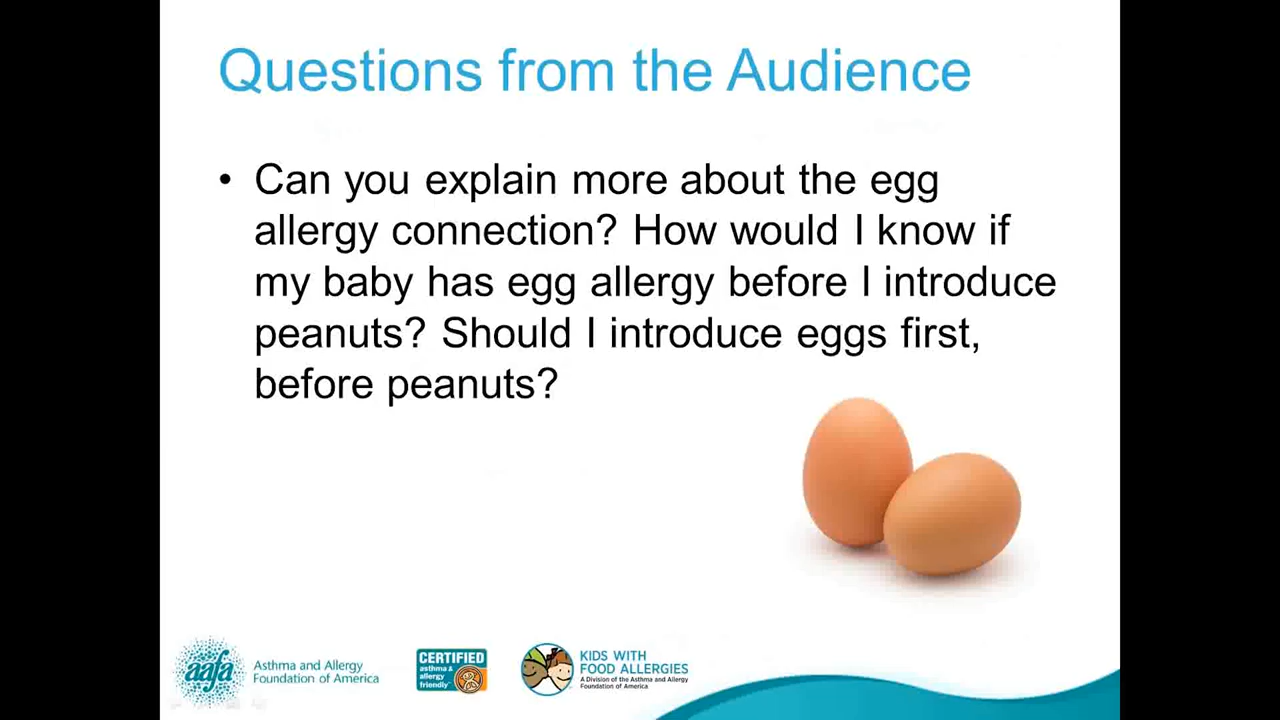 Questions from the Audience
• Can you explain more about the egg
allergy connection? How would I know if
my baby has egg allergy before I introduce
peanuts? Should I introduce eggs first,
before peanuts?
aafa
Asthma and Allergy
Foundation of America
CERTIFIED
asthma &
allergy
friendly™
KIDS WITH
FOOD ALLERGIES
A Division of the Asthma and Allergy
Foundation of America